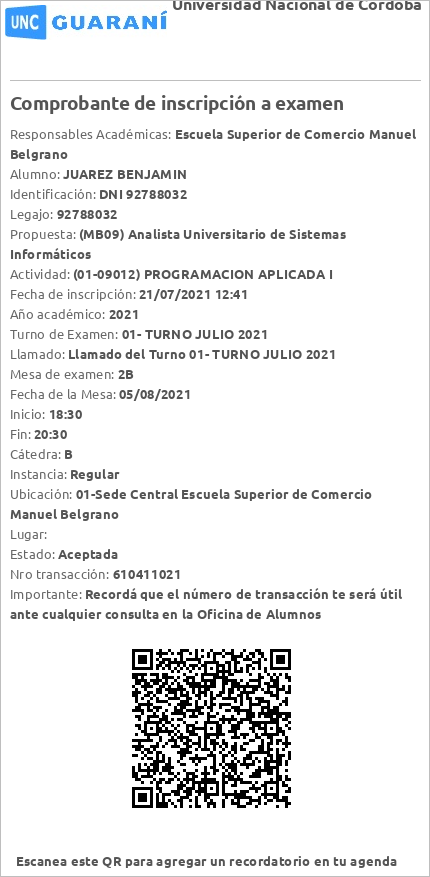 Universidad Nacional de Córdoba
UNC GUARANÍ
Comprobante de inscripción a examen
Responsables Académicas: Escuela Superior de Comercio Manuel
Belgrano
Alumno: JUAREZ BENJAMIN
Identificación: DNI 92788032
Legajo: 92788032
Propuesta: (MB09) Analista Universitario de Sistemas
Informáticos
Actividad: (01-09012) PROGRAMACION APLICADA I
Fecha de inscripción: 21/07/2021 12:41
Año académico: 2021
Turno de Examen: 01- TURNO JULIO 2021
Llamado: Llamado del Turno 01- TURNO JULIO 2021
Mesa de examen: 2B
Fecha de la Mesa: 05/08/2021
Inicio: 18:30
Fin: 20:30
Cátedra: B
Instancia: Regular
Ubicación: 01-Sede Central Escuela Superior de Comercio
Manuel Belgrano
Lugar:
Estado: Aceptada
Nro transacción: 610411021
Importante: Recordá que el número de transacción te será útil
ante cualquier consulta en la Oficina de Alumnos
Escanea este QR para agregar un recordatorio en tu agenda